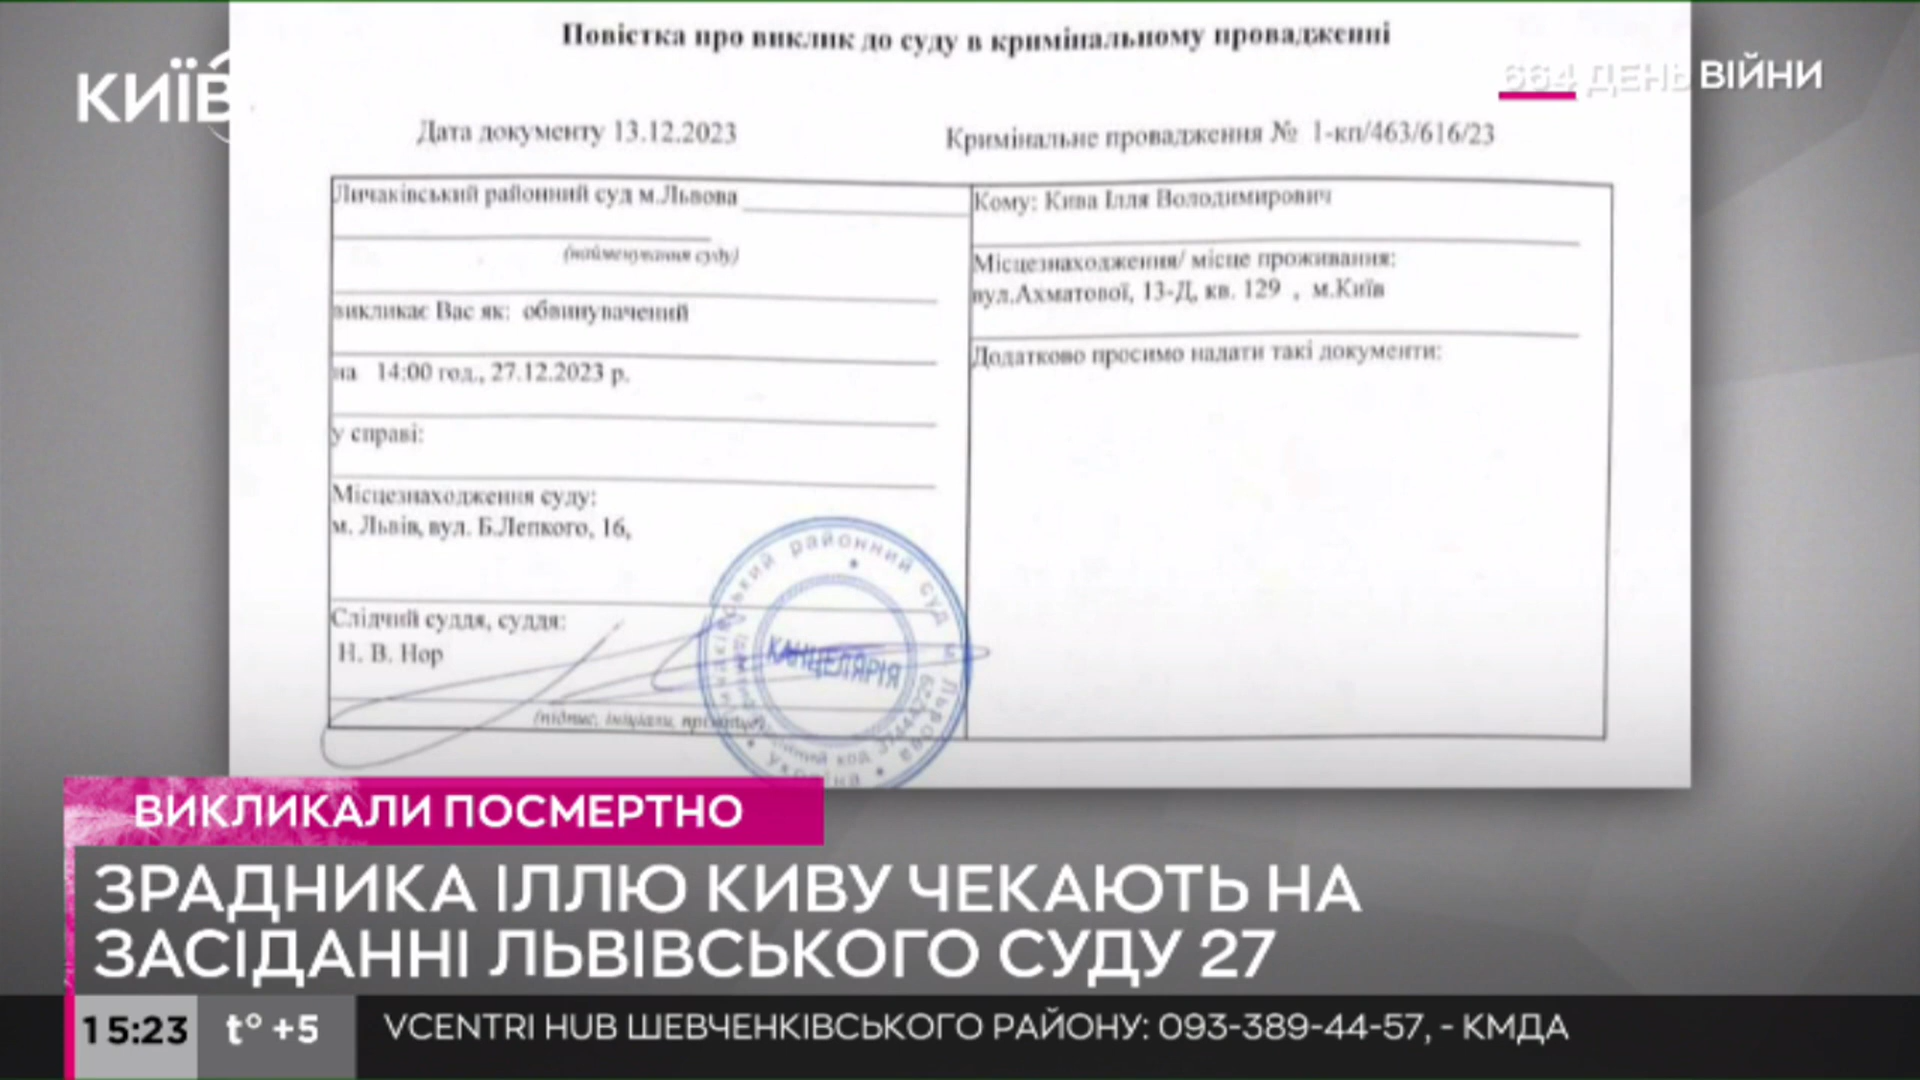 Повістка про виклик до суду в кримінальному провадженні
КИЇВ
664 ДЕНЬ ВІЙНИ
Дата документу 13.12.2023
Кримінальне провадження № 1-кп/463/616/23
Личаківський районний суд м.Львова
(найменування суду)
викликає Вас як: обвинувачений
на 14:00 год., 27.12.2023 р.
у справі:
Місцезнаходження суду:
м. Львів, вул. Б.Лепкого, 16,
Слідчий суддя, суддя:
Н. В. Нор
(підпис, ініціали, прізвище)
Кому: Кива Ілля Володимирович
Місцезнаходження/ місце проживання:
вул.Ахматової, 13-Д, кв. 129 , м.Київ
Додатково просимо надати такі документи:
районний суд
м. Львова
КАНЦЕЛЯРІЯ
код
Україна
ВИКЛИКАЛИ ПОСМЕРТНО
ЗРАДНИКА ІЛЛЮ КИВУ ЧЕКАЮТЬ НА
ЗАСІДАННІ ЛЬВІВСЬКОГО СУДУ 27
15:23
t° +5
VCENTRI HUB ШЕВЧЕНКІВСЬКОГО РАЙОНУ: 093-389-44-57, - КМДА